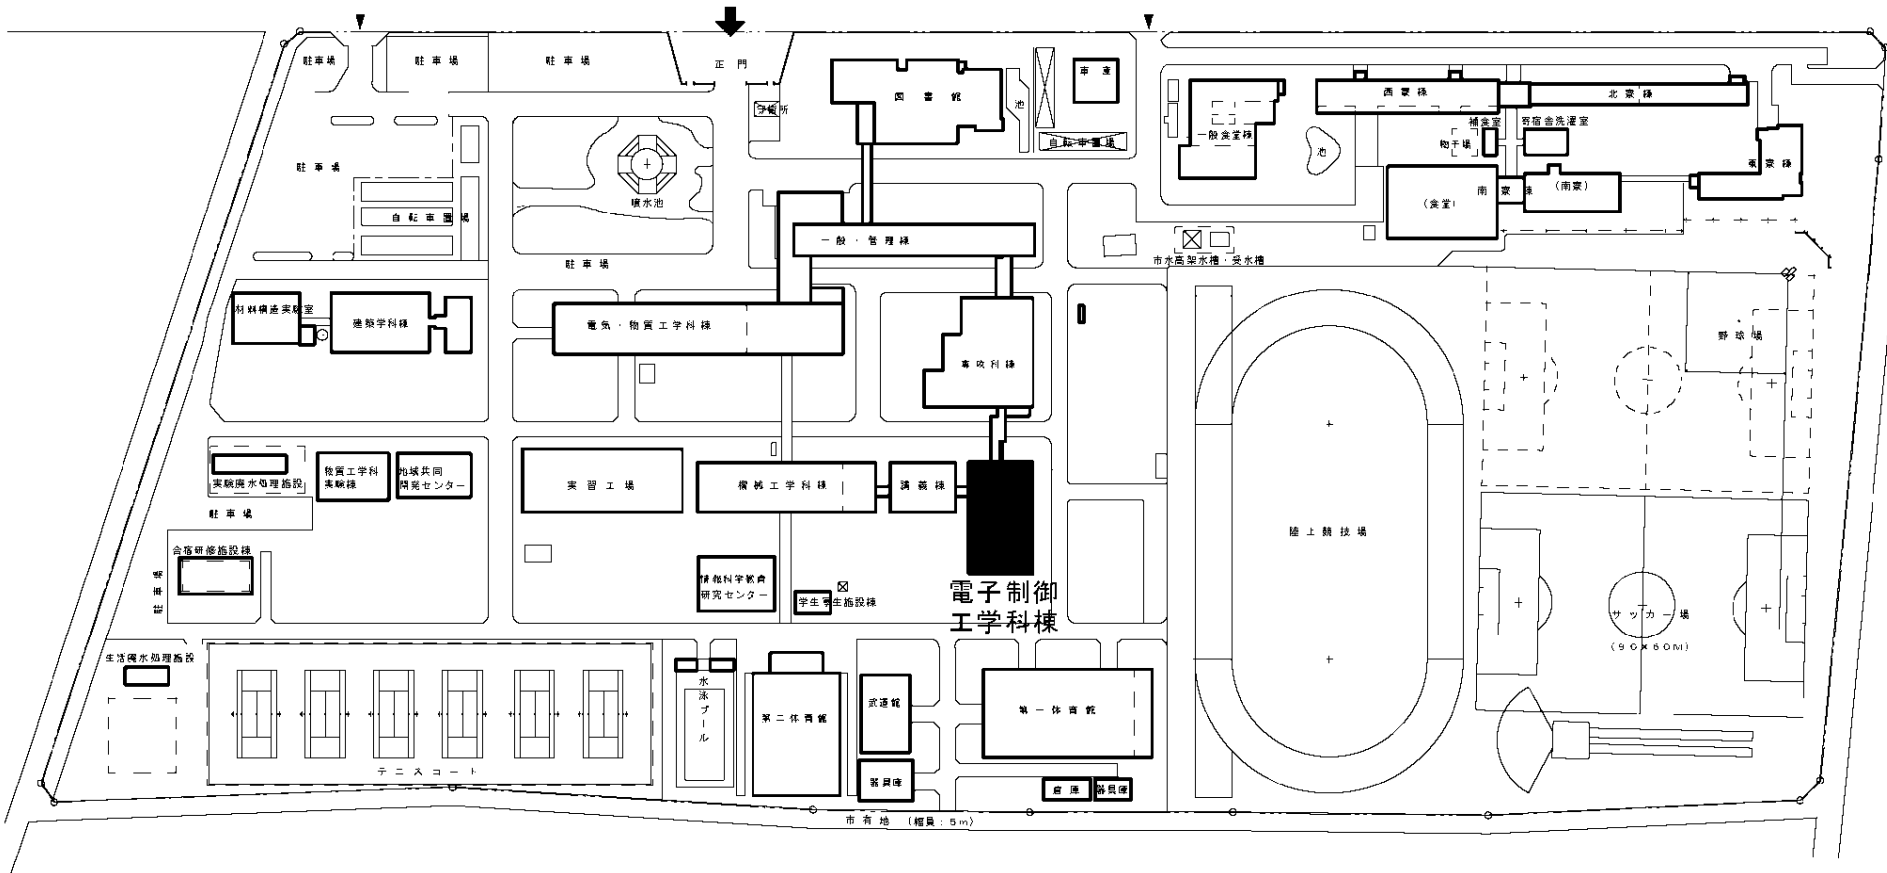 駐車場
駐車場
駐車場
正門
守衛所
図書館
池
車庫
自転車置場
一般食堂棟
池
西寮棟
北寮棟
補食室
寄宿舎洗濯室
物干場
東寮棟
南寮棟
(南寮)
(食堂)
駐車場
自転車置場
噴水池
駐車場
一般・管理棟
市水高架水槽・受水槽
材料構造実験室
建築学科棟
電気・物質工学科棟
専攻科棟
野球場
実験廃水処理施設
物質工学科
実験棟
地域共同
開発センター
駐車場
実習工場
機械工学科棟
講義棟
陸上競技場
合宿研修施設棟
駐車場
情報科学教育
研究センター
電子制御
工学科棟
サッカー場
(90×60M)
生活廃水処理施設
水泳プール
第二体育館
武道館
第一体育館
テニスコート
器具庫
倉庫
器具庫
市有地 (幅員:5m)